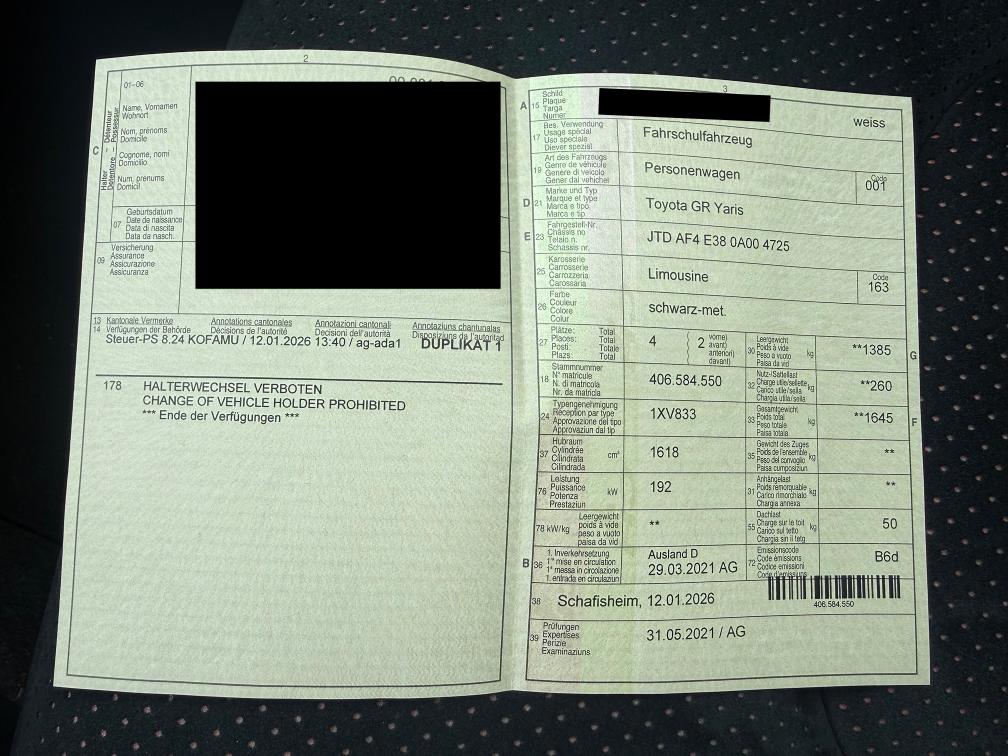 2
01–06
Name, Vornamen
Wohnort
Nom, prénoms
Domicile
Cognome, nomi
Domicilio
Num, prenums
Domicil
C
Halter – Détenteur
Detentore – Possessur
07
Geburtsdatum
Date de naissance
Data di nascita
Data da nasch.
09
Versicherung
Assurance
Assicurazione
Assicuranza
13 Kantonale Vermerke Annotations cantonales Annotazioni cantonali Annotaziuns chantunalas
14 Verfügungen der Behörde Décisions de l'autorité Decisioni dell'autorità Disposiziuns da l'autoritad
Steuer-PS 8.24 KOFAMU / 12.01.2026 13:40 / ag-ada1 DUPLIKAT 1
178 HALTERWECHSEL VERBOTEN
CHANGE OF VEHICLE HOLDER PROHIBITED
*** Ende der Verfügungen ***
3
A 15 Schild
Plaque
Targa
Numer
weiss
17 Bes. Verwendung
Usage spécial
Uso speciale
Diever spezial
Fahrschulfahrzeug
19 Art des Fahrzeugs
Genre de véhicule
Genere di veicolo
Gener dal vehichel
Personenwagen
Code
001
D 21 Marke und Typ
Marque et type
Marca e tipo
Marca e tip
Toyota GR Yaris
E 23 Fahrgestell-Nr.
Châssis no
Telaio n.
Schassis nr.
JTD AF4 E38 0A00 4725
25 Karosserie
Carrosserie
Carrozzeria
Carossaria
Limousine
Code
163
26 Farbe
Couleur
Colore
Colur
schwarz-met.
27 Plätze: Total
Places: Total
Posti: Totale
Plazs: Total
4
2 vorne)
avant)
anteriori)
davant)
30 Leergewicht
Poids à vide
Peso a vuoto
Paisa da vid
kg
**1385
G
18 Stammnummer
N° matricule
N. di matricola
Nr. da matricla
406.584.550
32 Nutz-/Sattellast
Charge utile/sellette
Carico utile/sella
Chargia utila/sella
kg
**260
24 Typengenehmigung
Réception par type
Approvazione del tipo
Approvaziun dal tip
1XV833
33 Gesamtgewicht
Poids total
Peso totale
Paisa totala
kg
**1645
F
37 Hubraum
Cylindrée
Cilindrata
Cilindrada
cm³
1618
35 Gewicht des Zuges
Poids de l'ensemble
Peso del convoglio
Paisa cumposiziun
kg
**
76 Leistung
Puissance
Potenza
Prestaziun
kW
192
31 Anhängelast
Poids remorquable
Carico rimorchiato
Chargia annexa
kg
**
78 kW/kg Leergewicht
poids à vide
peso a vuoto
paisa da vid
**
55 Dachlast
Charge sur le toit
Carico sul tetto
Chargia sin il tetg
kg
50
B 36 1. Inverkehrsetzung
1re mise en circulation
1a messa in circolazione
1. entrada en circulaziun
Ausland D
29.03.2021 AG
72 Emissionscode
Code émissions
Codice emissioni
Code d'emissiuns
B6d
38 Schafisheim, 12.01.2026
406.584.550
39 Prüfungen
Expertises
Perizie
Examinaziuns
31.05.2021 / AG